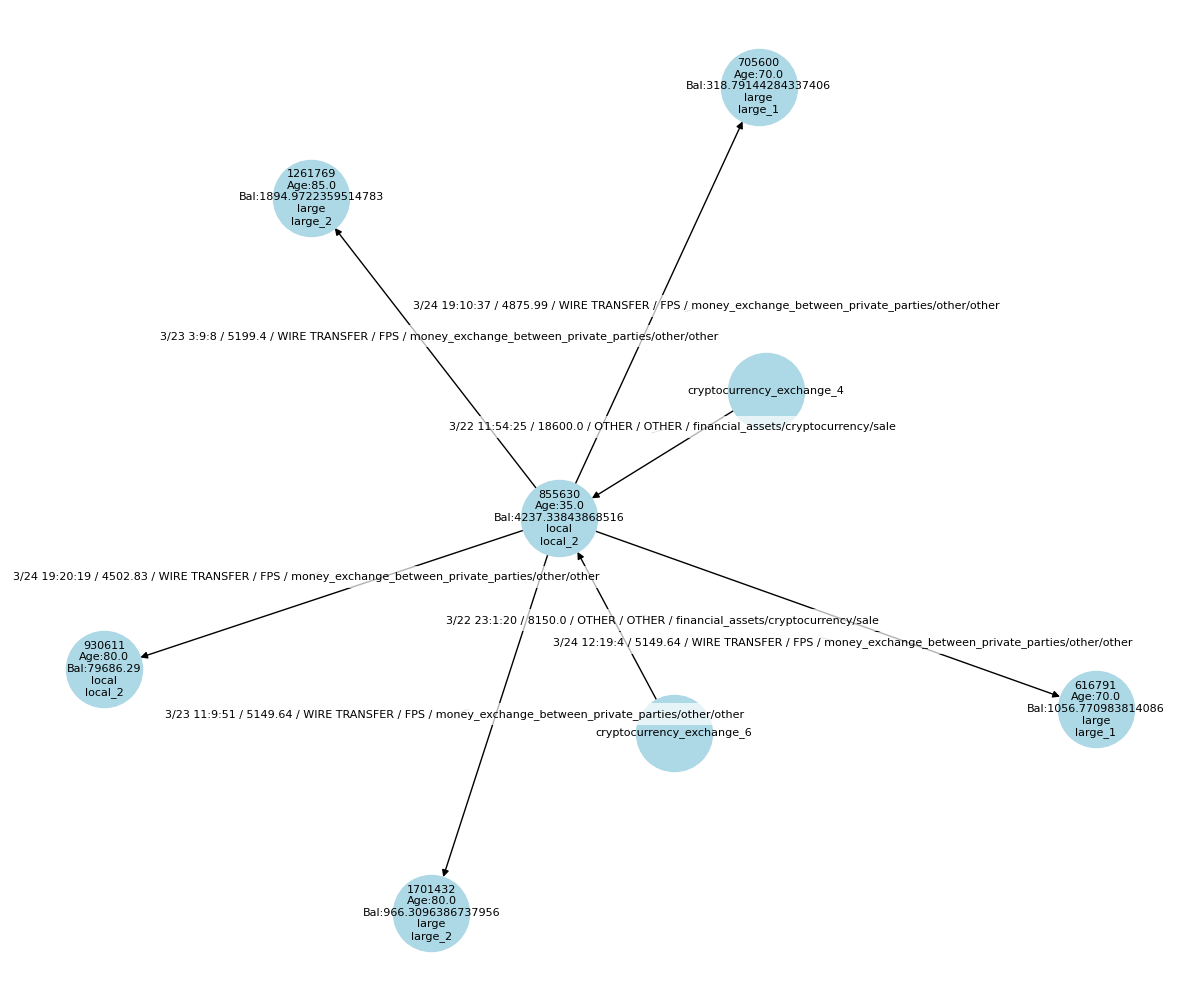 705600
Age:70.0
Bal:318.79144284337406
large
large_1
1261769
Age:85.0
Bal:1894.9722359514783
large
large_2
3/24 19:10:37 / 4875.99 / WIRE TRANSFER / FPS / money_exchange_between_private_parties/other/other
3/23 3:9:8 / 5199.4 / WIRE TRANSFER / FPS / money_exchange_between_private_parties/other/other
cryptocurrency_exchange_4
3/22 11:54:25 / 18600.0 / OTHER / OTHER / financial_assets/cryptocurrency/sale
855630
Age:35.0
Bal:4237.33843868516
local
local_2
3/24 19:20:19 / 4502.83 / WIRE TRANSFER / FPS / money_exchange_between_private_parties/other/other
3/22 23:1:20 / 8150.0 / OTHER / OTHER / financial_assets/cryptocurrency/sale
3/24 12:19:4 / 5149.64 / WIRE TRANSFER / FPS / money_exchange_between_private_parties/other/other
930611
Age:80.0
Bal:79686.29
local
local_2
616791
Age:70.0
Bal:1056.770983814086
large
large_1
3/23 11:9:51 / 5149.64 / WIRE TRANSFER / FPS / money_exchange_between_private_parties/other/other
cryptocurrency_exchange_6
1701432
Age:80.0
Bal:966.3096386737956
large
large_2